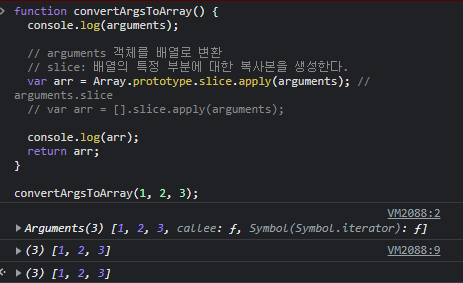 function convertArgsToArray() {
console.log(arguments);
// arguments 객체를 배열로 변환
// slice: 배열의 특정 부분에 대한 복사본을 생성한다.
var arr = Array.prototype.slice.apply(arguments); //
arguments.slice
// var arr = [].slice.apply(arguments);
console.log(arr);
return arr;
}
convertArgsToArray(1, 2, 3);
VM2088:2
Arguments(3) [1, 2, 3, callee: ƒ, Symbol(Symbol.iterator): ƒ]
VM2088:9
(3) [1, 2, 3]
(3) [1, 2, 3]